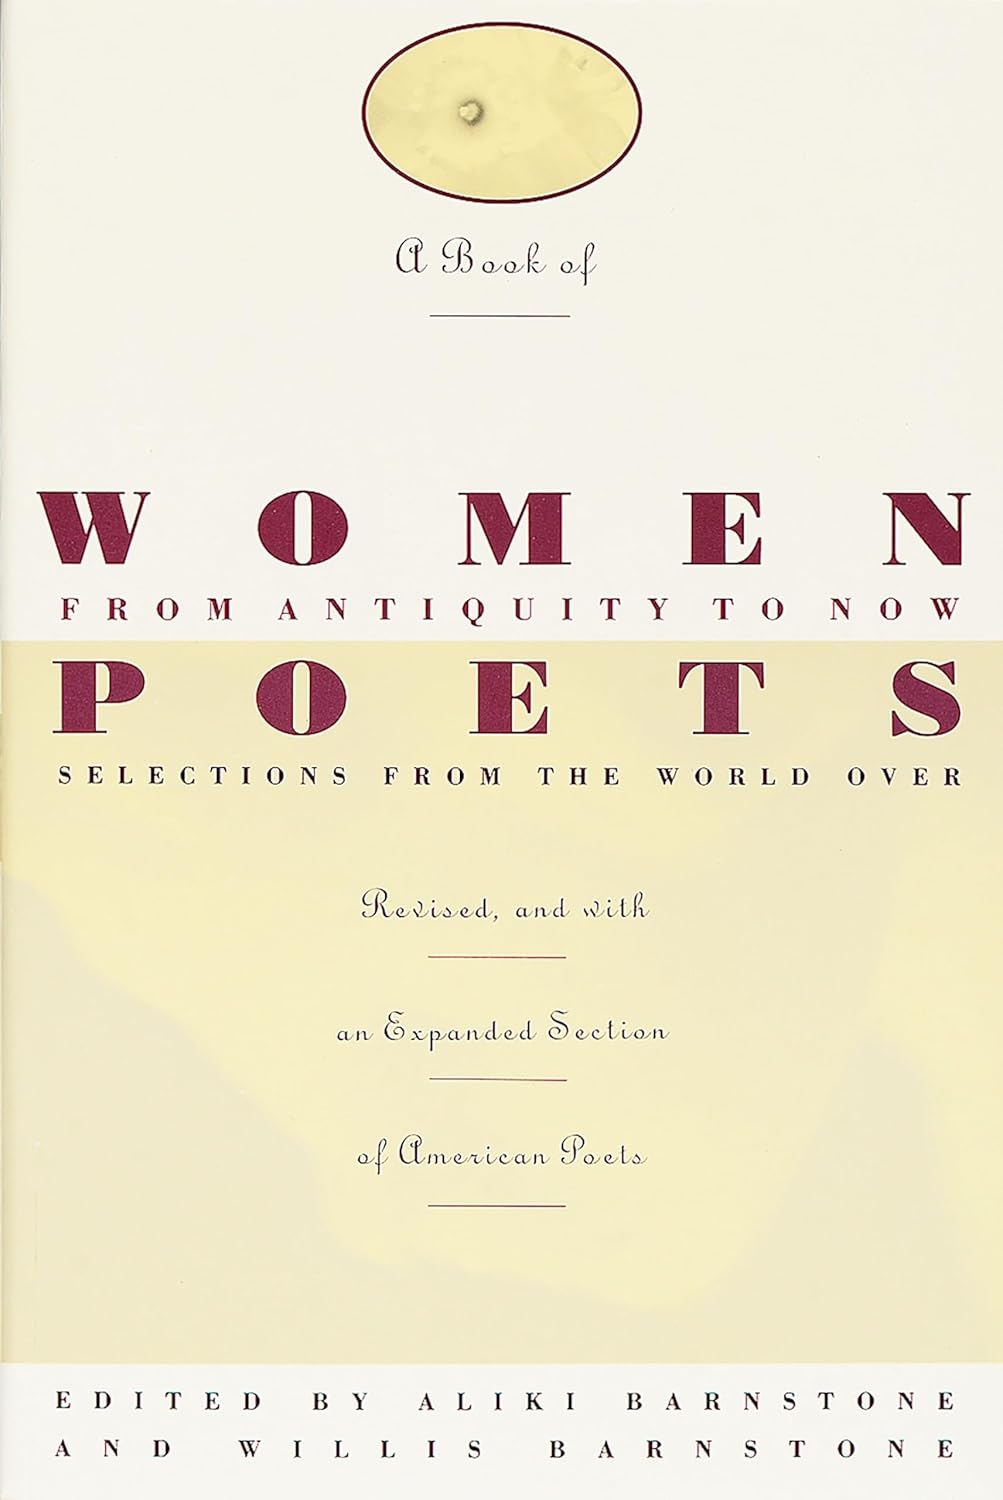 A Book of
WOMEN
FROM ANTIQUITY TO NOW
POETS
SELECTIONS FROM THE WORLD OVER
Revised, and with
an Expanded Section
of American Poets
EDITED BY ALIKI BARNSTONE
AND WILLIS BARNSTONE